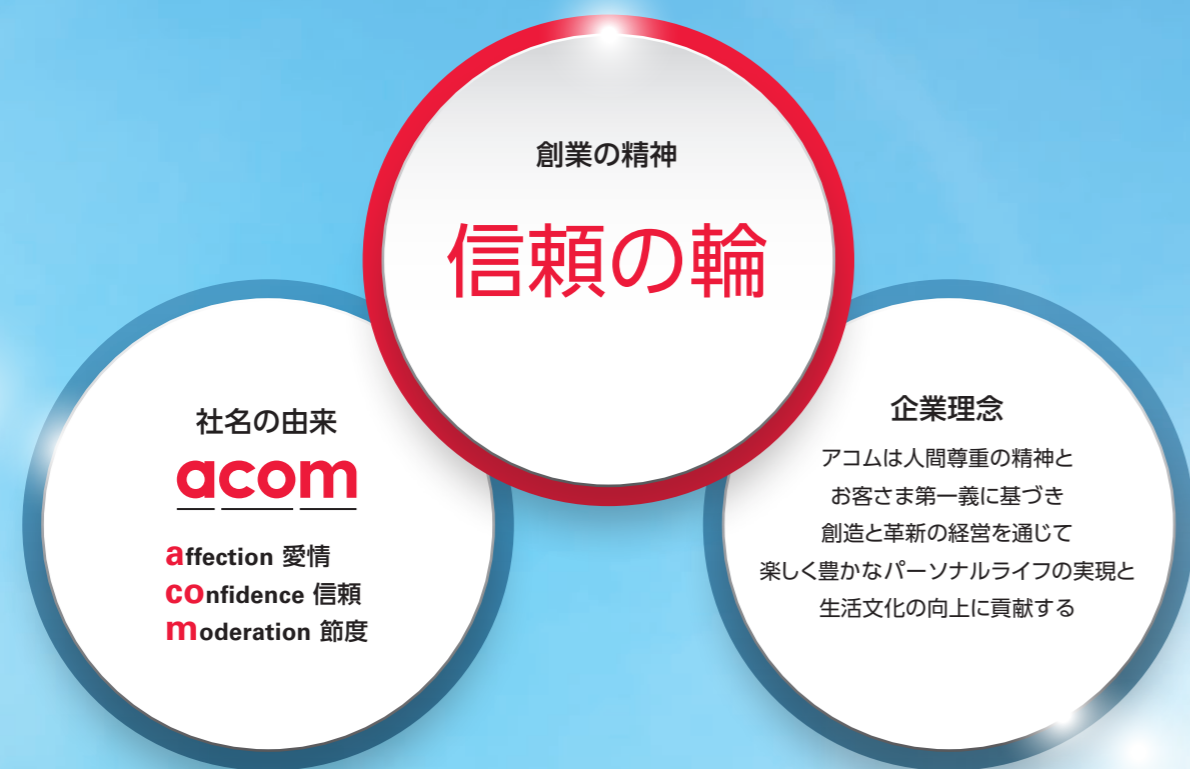 創業の精神
信頼の輪
社名の由来
acom
affection 愛情
confidence 信頼
moderation 節度
企業理念
アコムは人間尊重の精神と
お客さま第一義に基づき
創造と革新の経営を通じて
楽しく豊かなパーソナルライフの実現と
生活文化の向上に貢献する